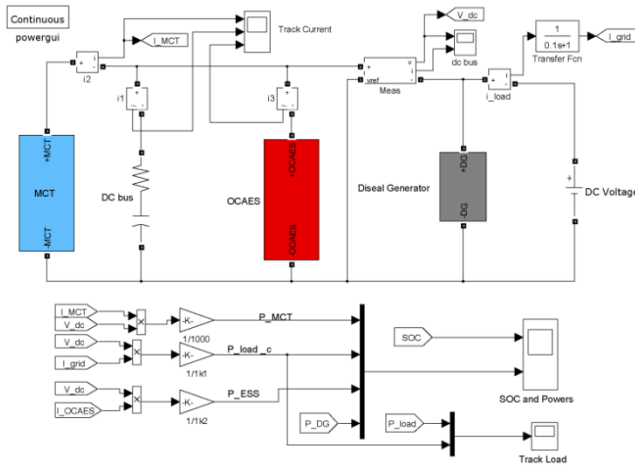 Continuous
powergui
I_MCT
i2
Track Current
V_dc
dc bus
1
0.1s+1
Transfer Fcn
I_grid
i1
i3
Meas
vref
v
i
i_load
+MCT
MCT
-MCT
DC bus
+OCAES
OCAES
-OCAES
+DG
Diseal Generator
-DG
DC Voltage
I_MCT
V_dc
-K-
1/1000
P_MCT
V_dc
I_grid
-K-
1/1k1
P_load _c
V_dc
I_OCAES
-K-
1/1k2
P_ESS
P_DG
SOC
SOC and Powers
P_load
Track Load